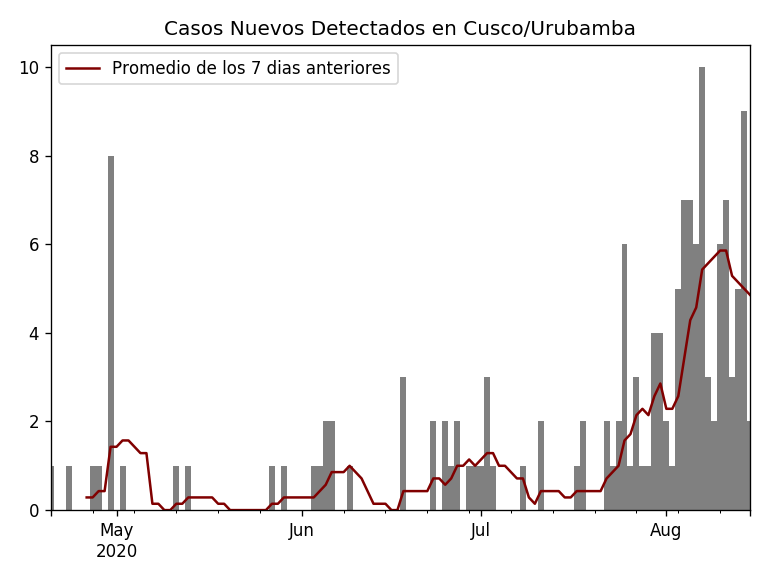 Casos Nuevos Detectados en Cusco/Urubamba
Promedio de los 7 dias anteriores
10
8
6
4
2
0
May Jun Jul Aug
2020